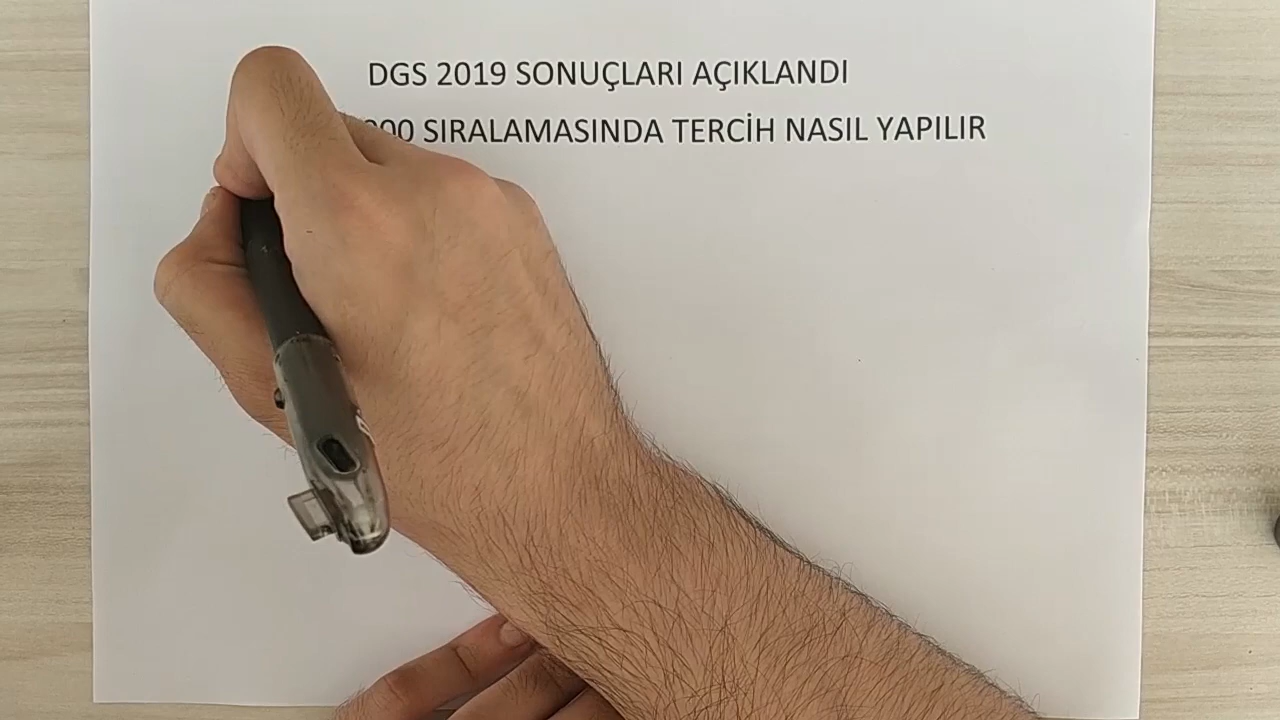 DGS 2019 SONUÇLARI AÇIKLANDI
SIRALAMASINDA TERCİH NASIL YAPILIR